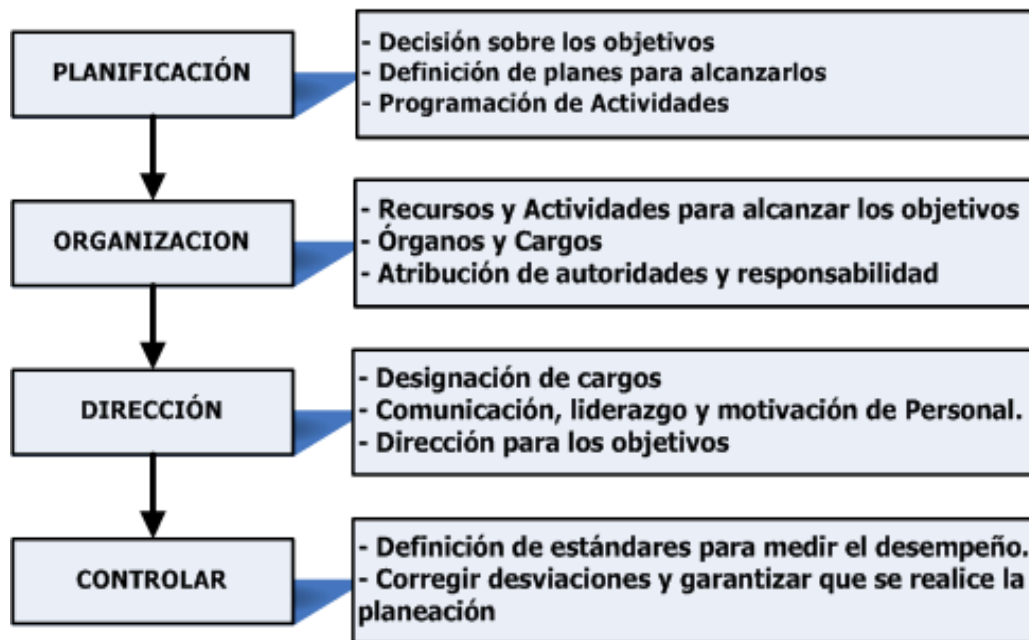 PLANIFICACIÓN
- Decisión sobre los objetivos
- Definición de planes para alcanzarlos
- Programación de Actividades
ORGANIZACION
- Recursos y Actividades para alcanzar los objetivos
- Órganos y Cargos
- Atribución de autoridades y responsabilidad
DIRECCIÓN
- Designación de cargos
- Comunicación, liderazgo y motivación de Personal.
- Dirección para los objetivos
CONTROLAR
- Definición de estándares para medir el desempeño.
- Corregir desviaciones y garantizar que se realice la
planeación